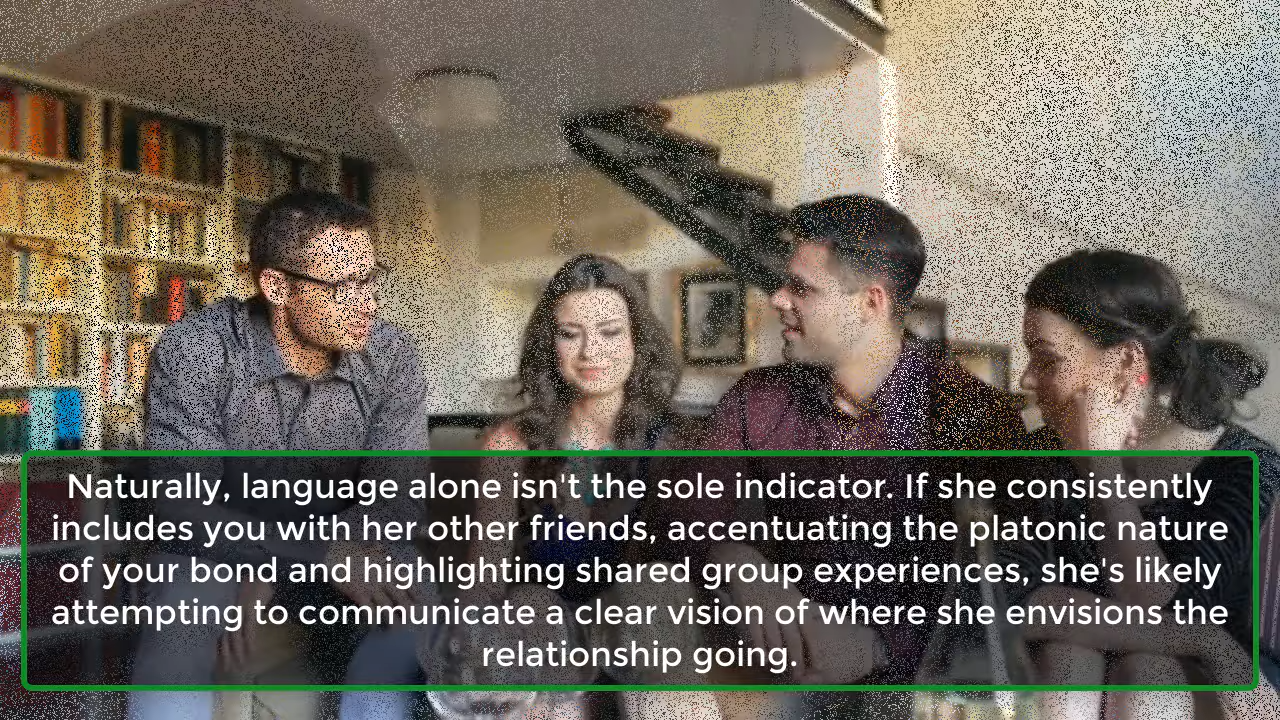 Naturally, language alone isn't the sole indicator. If she consistently
includes you with her other friends, accentuating the platonic nature
of your bond and highlighting shared group experiences, she's likely
attempting to communicate a clear vision of where she envisions the
relationship going.